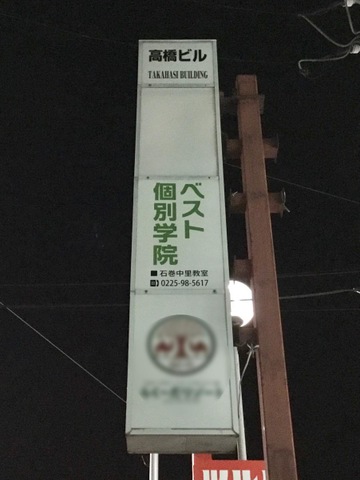 高橋ビル
TAKAHASI BUILDING
ベスト
個別学院
■石巻中里教室
0225-98-5617